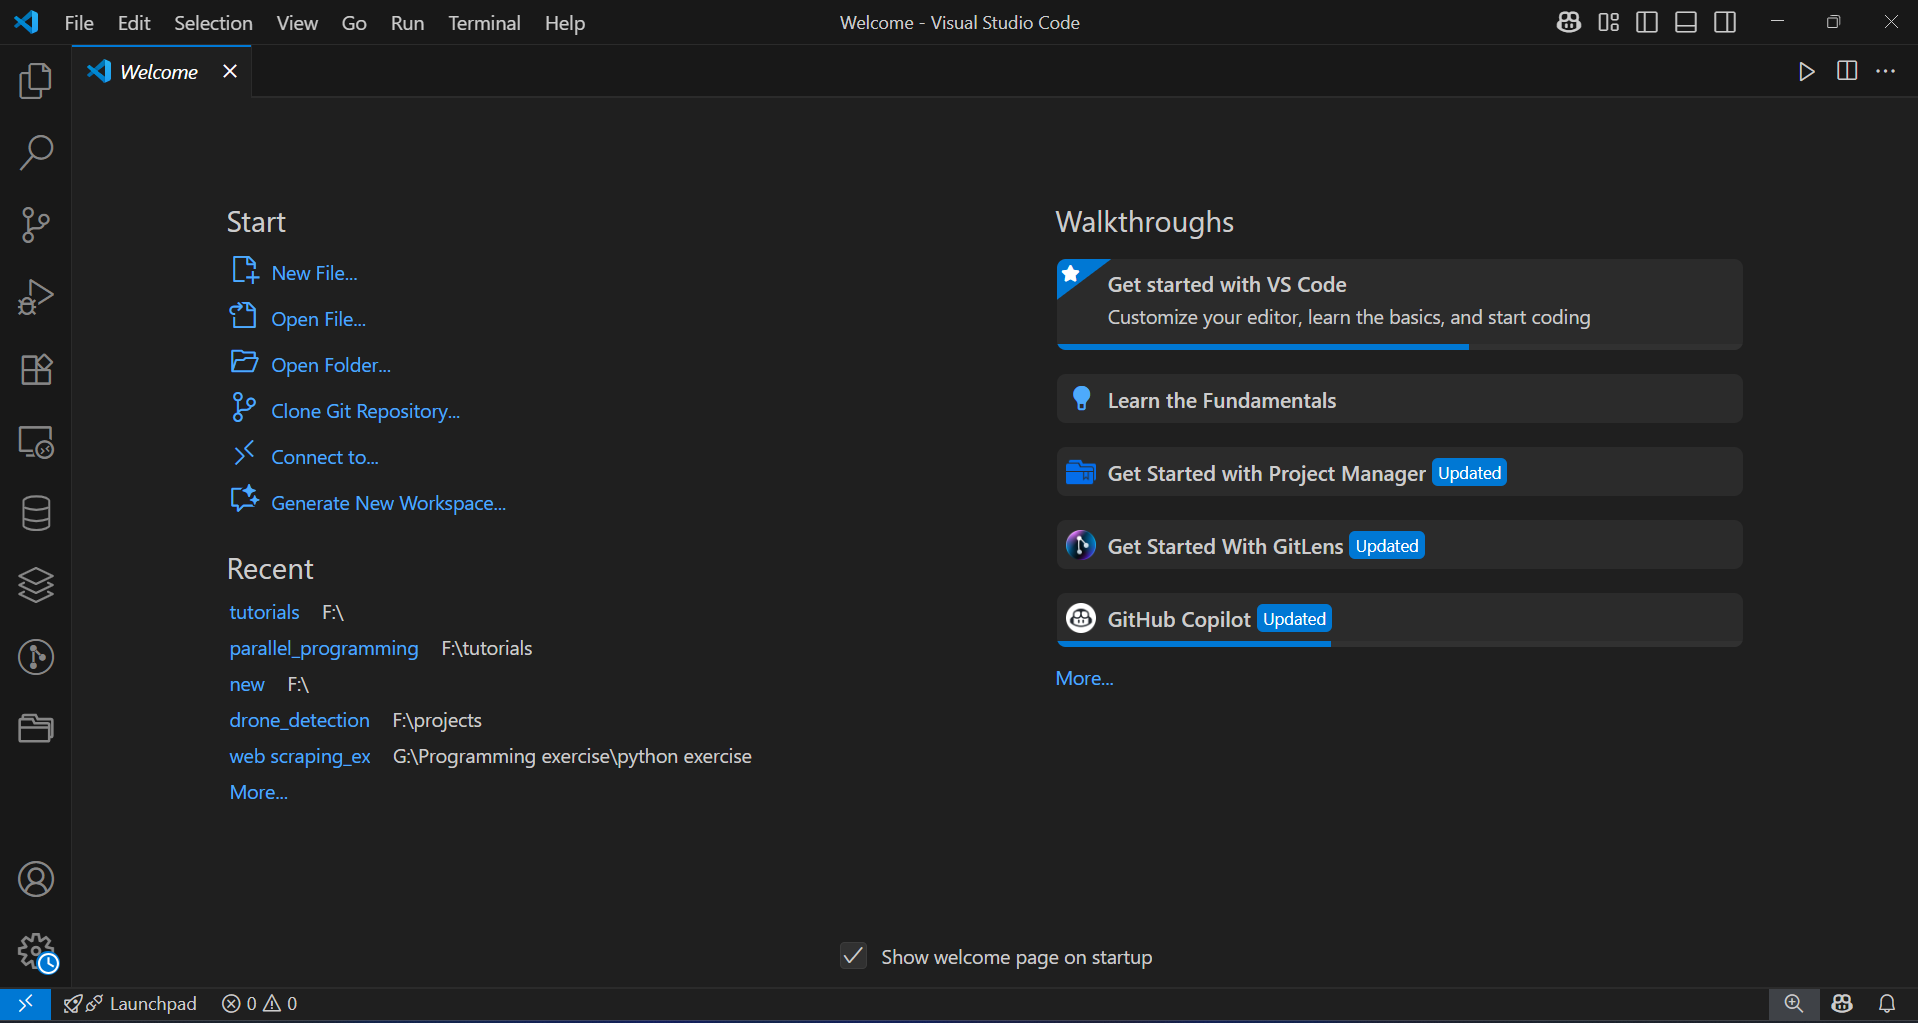 File Edit Selection View Go Run Terminal Help
Welcome - Visual Studio Code
Welcome
Start
New File...
Open File...
Open Folder...
Clone Git Repository...
Connect to...
Generate New Workspace...
Recent
tutorials F:\
parallel_programming F:\tutorials
new F:\
drone_detection F:\projects
web scraping_ex G:\Programming exercise\python exercise
More...
Walkthroughs
Get started with VS Code
Customize your editor, learn the basics, and start coding
Learn the Fundamentals
Get Started with Project Manager Updated
Get Started With GitLens Updated
GitHub Copilot Updated
More...
Show welcome page on startup
Launchpad 0 0